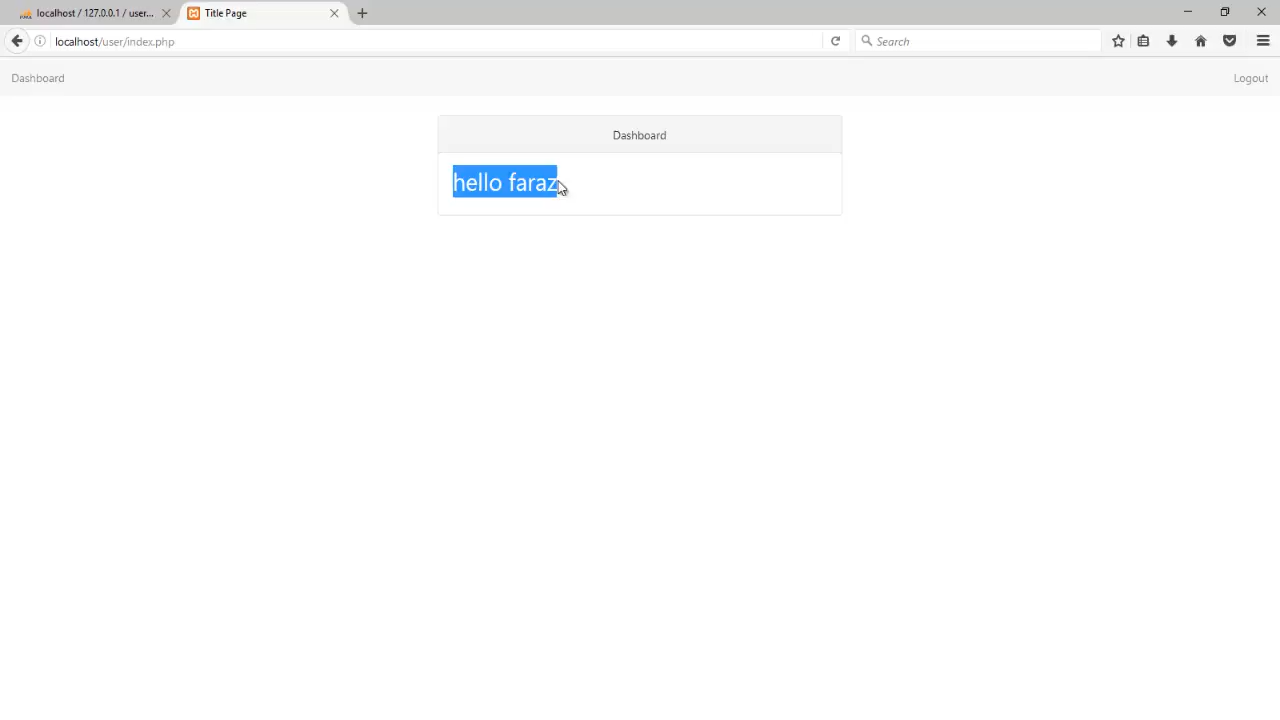 localhost / 127.0.0.1 / user...
Title Page
localhost/user/index.php
Search
Dashboard
Logout
Dashboard
hello faraz